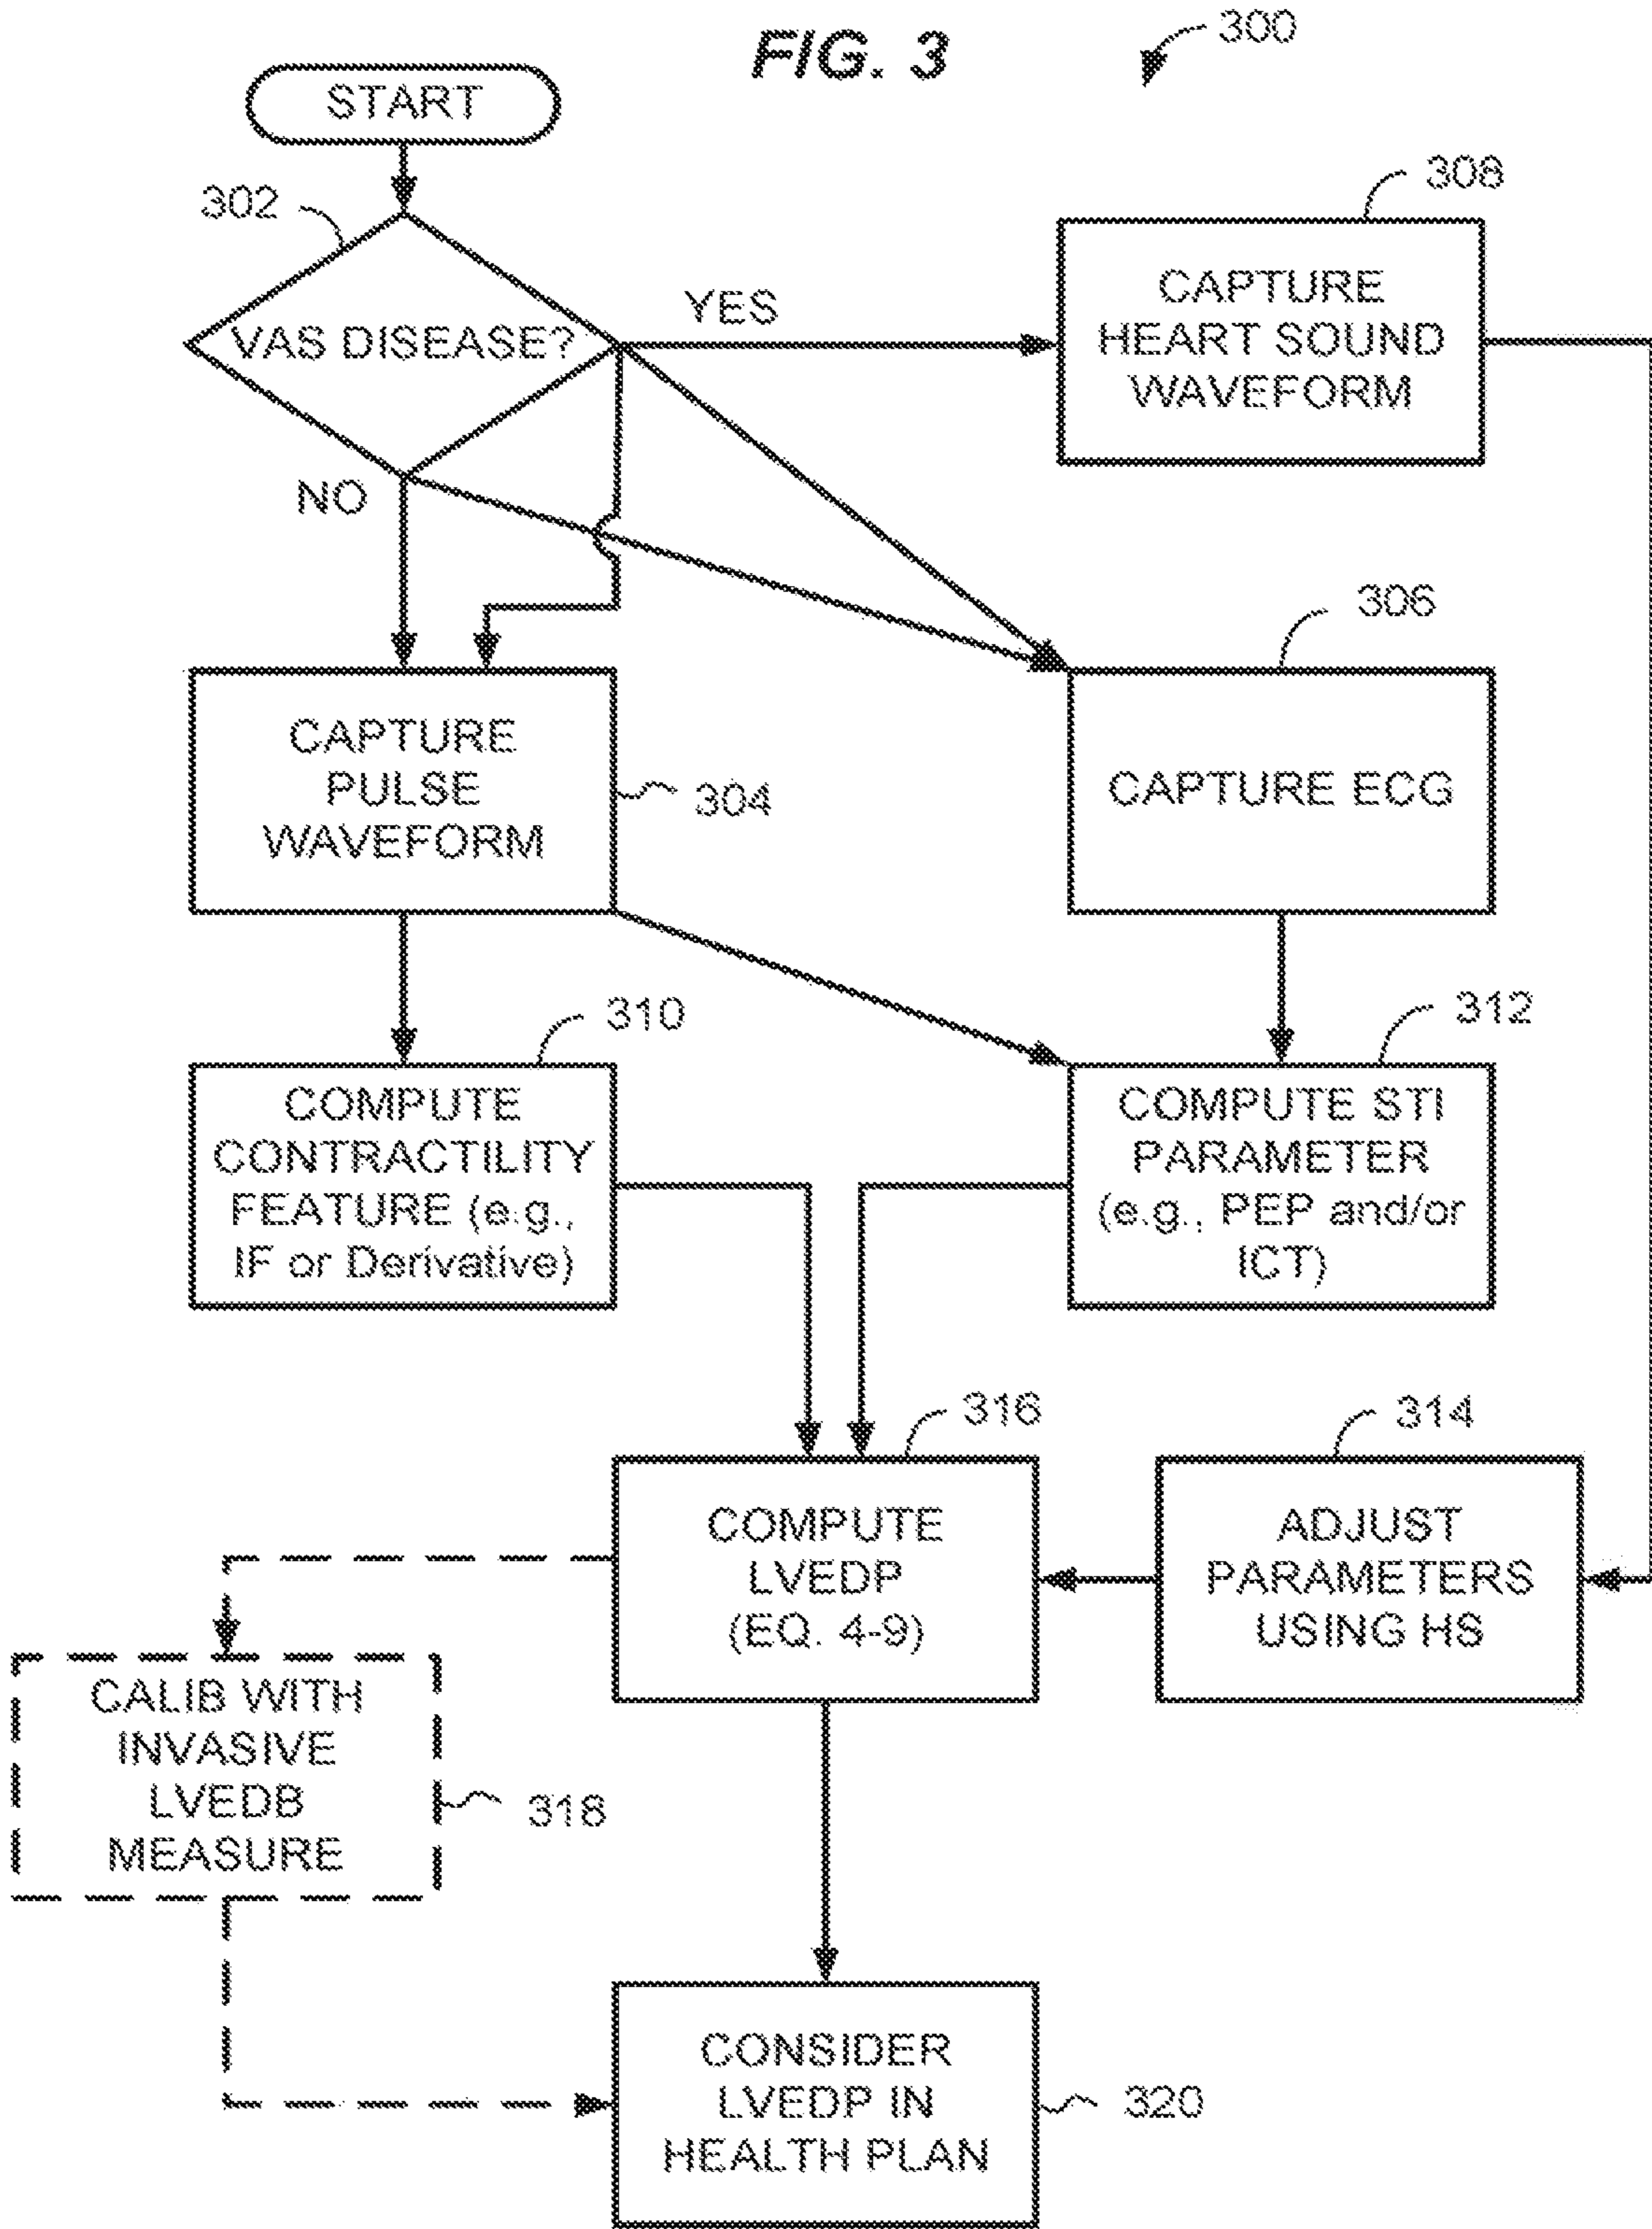 FIG. 3
300
START
302
VAS DISEASE?
YES
NO
308
CAPTURE
HEART SOUND
WAVEFORM
306
CAPTURE
PULSE
WAVEFORM
304
CAPTURE ECG
310
COMPUTE
CONTRACTILITY
FEATURE (e.g.,
IF or Derivative)
312
COMPUTE STI
PARAMETER
(e.g., PEP and/or
ICT)
316
COMPUTE
LVEDP
(EQ. 4-9)
314
ADJUST
PARAMETERS
USING HS
CALIB WITH
INVASIVE
LVEDB
MEASURE
318
CONSIDER
LVEDP IN
HEALTH PLAN
320